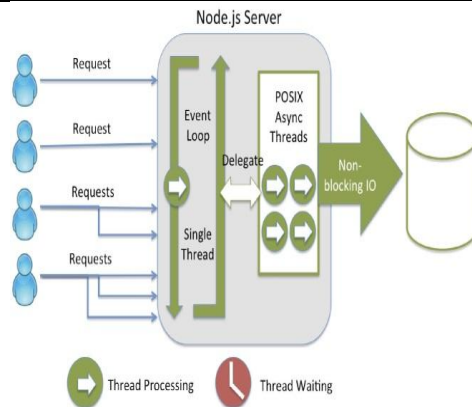 Node.js Server
Request
Request
Requests
Requests
Event
Loop
Single
Thread
Delegate
POSIX
Async
Threads
Non-
blocking IO
Thread Processing
Thread Waiting